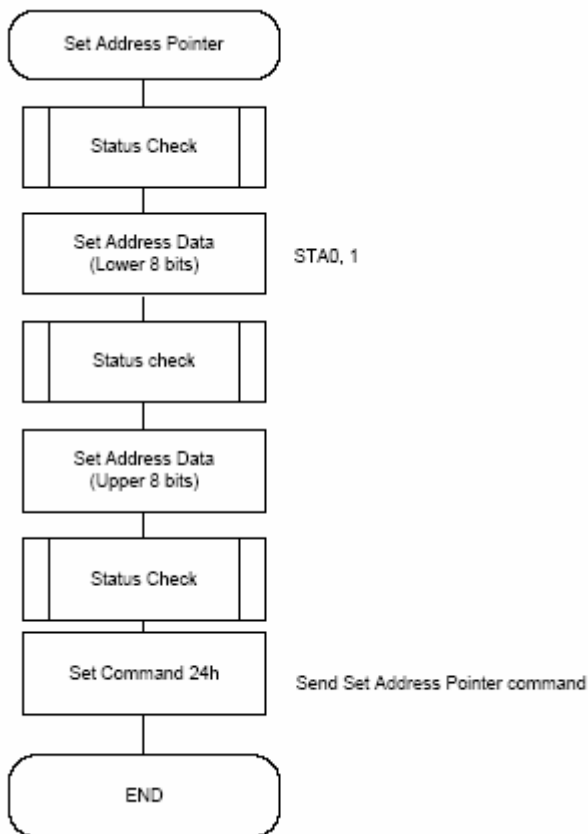 Set Address Pointer
Status Check
Set Address Data
(Lower 8 bits)
STA0, 1
Status check
Set Address Data
(Upper 8 bits)
Status Check
Set Command 24h
Send Set Address Pointer command
END